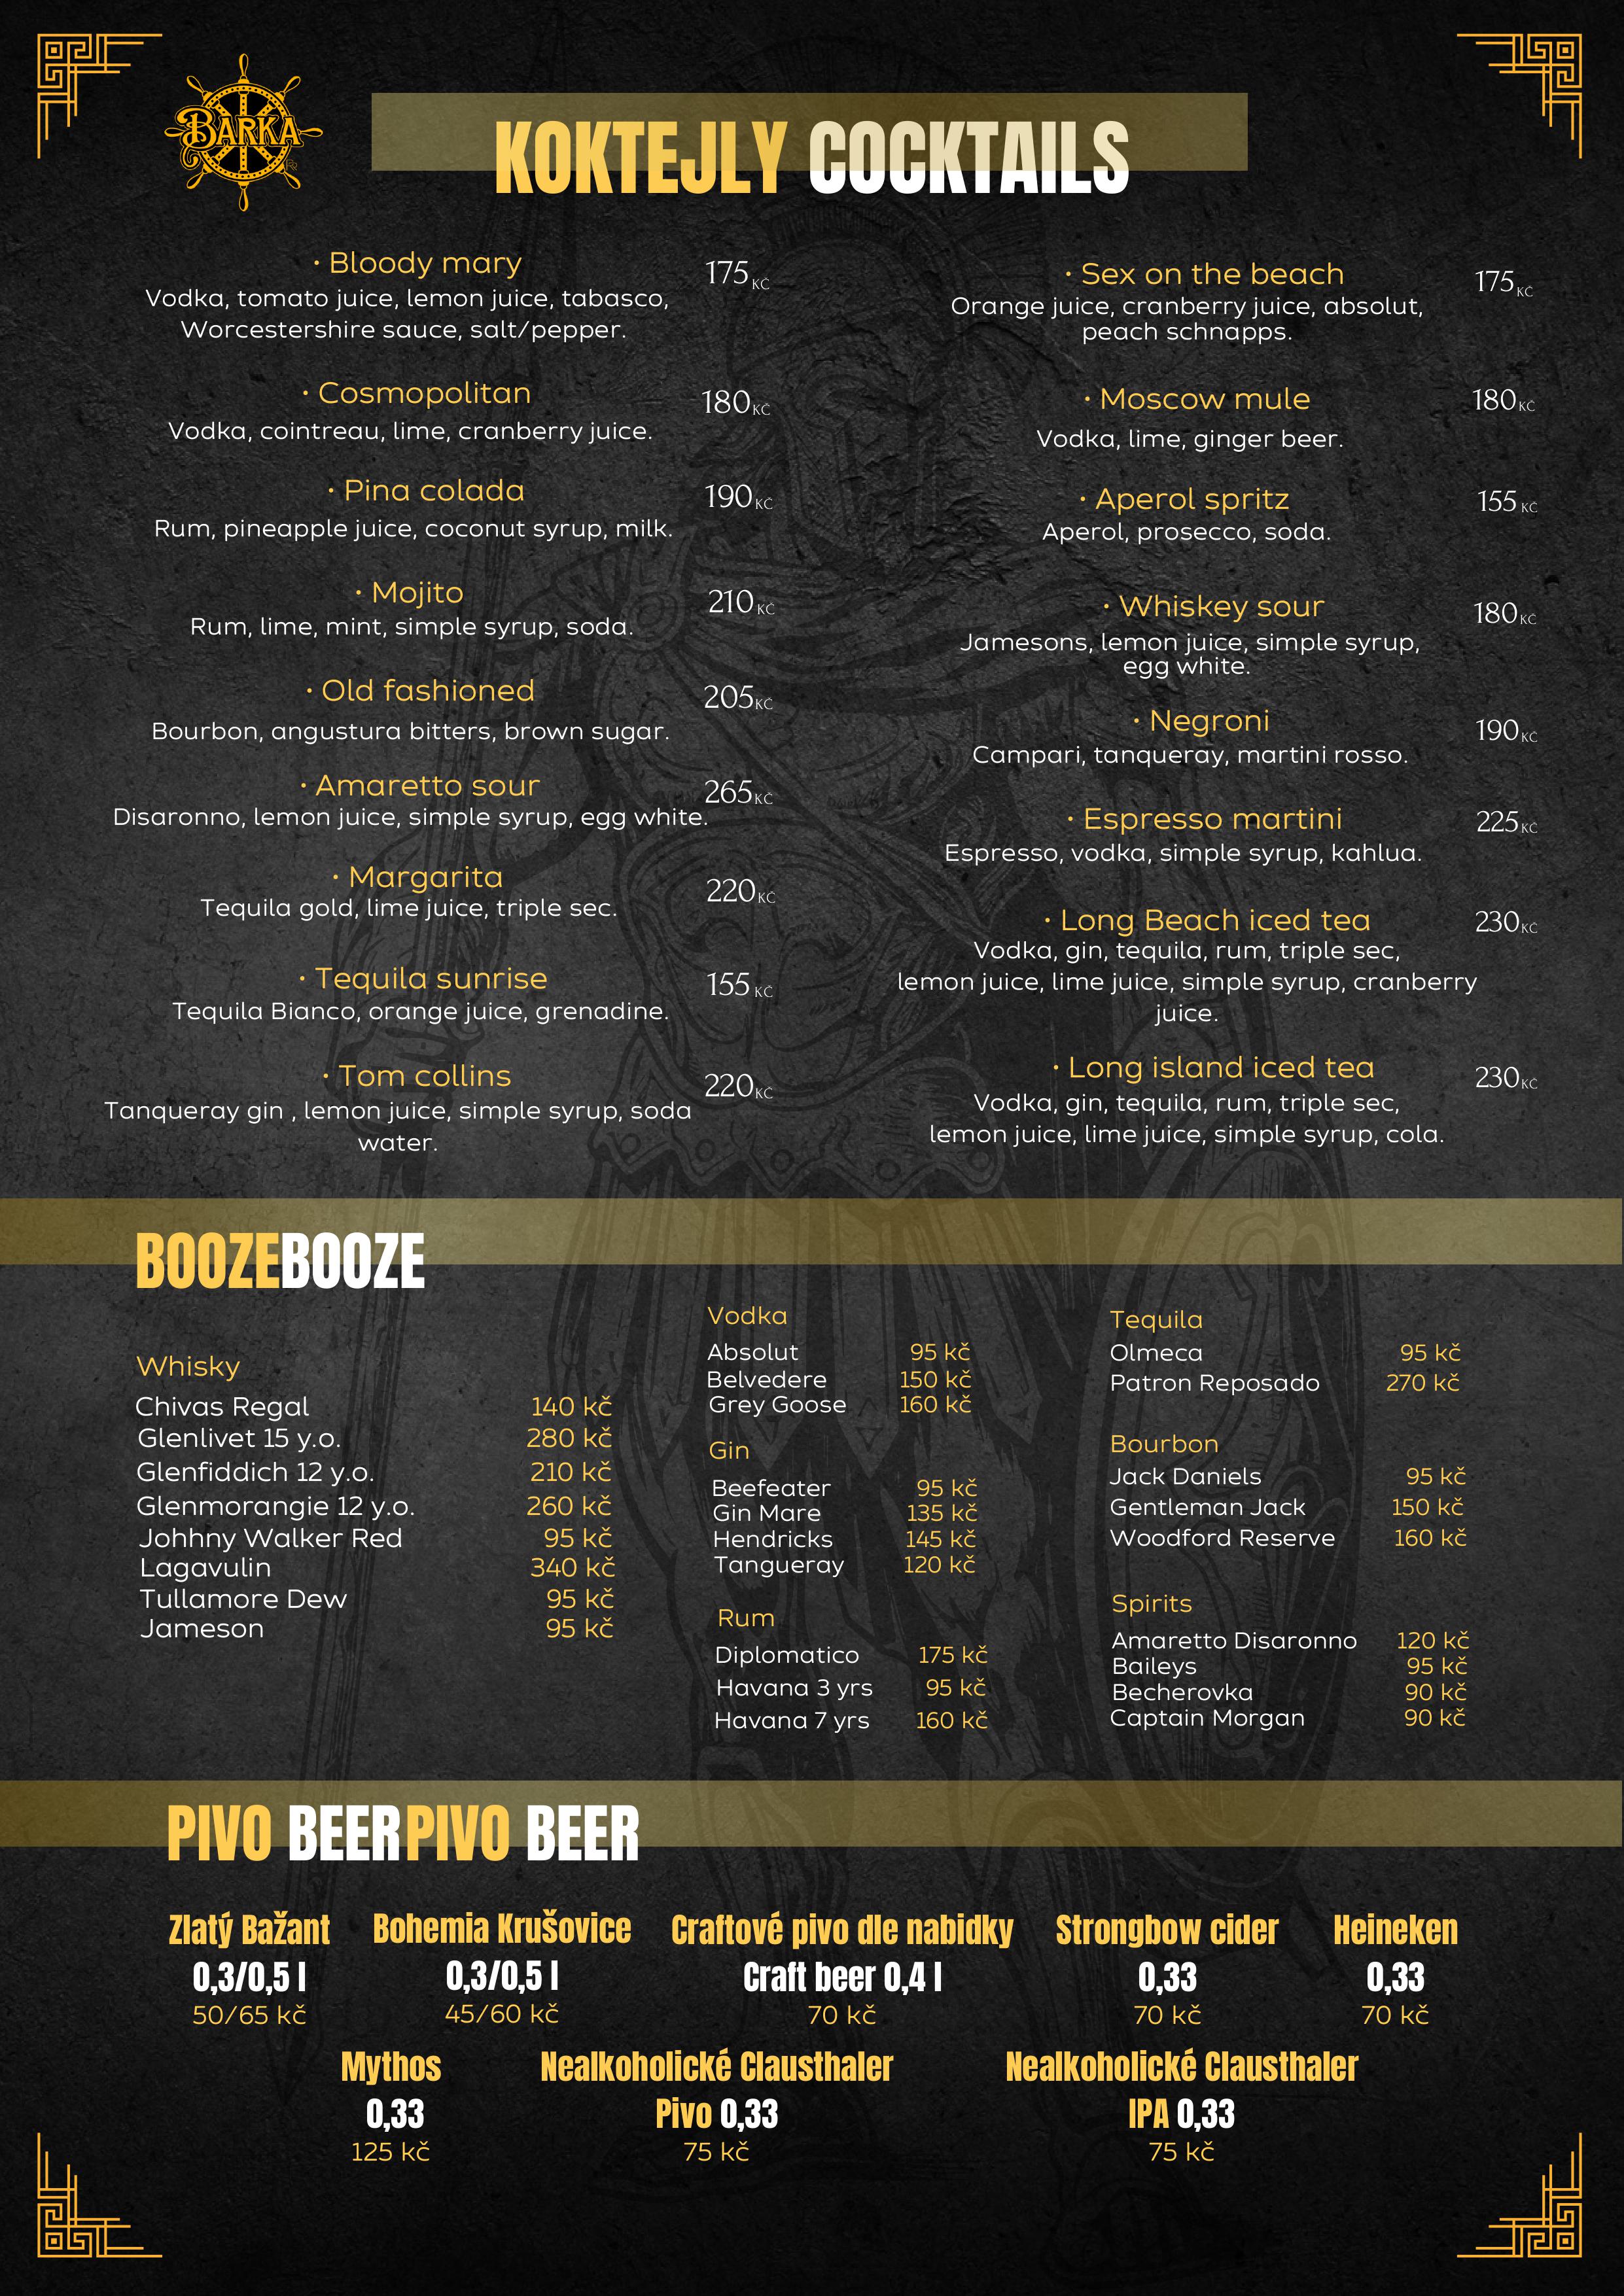 BARKA
KOKTEJLY COCKTAILS
· Bloody mary
175 KČ
Vodka, tomato juice, lemon juice, tabasco,
Worcestershire sauce, salt/pepper.
· Cosmopolitan
180 KČ
Vodka, cointreau, lime, cranberry juice.
· Pina colada
190 KČ
Rum, pineapple juice, coconut syrup, milk.
· Mojito
210 KČ
Rum, lime, mint, simple syrup, soda.
· Old fashioned
205 KČ
Bourbon, angustura bitters, brown sugar.
· Amaretto sour
265 KČ
Disaronno, lemon juice, simple syrup, egg white.
· Margarita
220 KČ
Tequila gold, lime juice, triple sec.
· Tequila sunrise
155 KČ
Tequila Bianco, orange juice, grenadine.
· Tom collins
220 KČ
Tanqueray gin , lemon juice, simple syrup, soda
water.
· Sex on the beach
175 KČ
Orange juice, cranberry juice, absolut,
peach schnapps.
· Moscow mule
180 KČ
Vodka, lime, ginger beer.
· Aperol spritz
155 KČ
Aperol, prosecco, soda.
· Whiskey sour
180 KČ
Jamesons, lemon juice, simple syrup,
egg white.
· Negroni
190 KČ
Campari, tanqueray, martini rosso.
· Espresso martini
225 KČ
Espresso, vodka, simple syrup, kahlua.
· Long Beach iced tea
230 KČ
Vodka, gin, tequila, rum, triple sec,
lemon juice, lime juice, simple syrup, cranberry
juice.
· Long island iced tea
230 KČ
Vodka, gin, tequila, rum, triple sec,
lemon juice, lime juice, simple syrup, cola.
BOOZEBOOZE
Whisky
Chivas Regal 140 kč
Glenlivet 15 y.o. 280 kč
Glenfiddich 12 y.o. 210 kč
Glenmorangie 12 y.o. 260 kč
Johhny Walker Red 95 kč
Lagavulin 340 kč
Tullamore Dew 95 kč
Jameson 95 kč
Vodka
Absolut 95 kč
Belvedere 150 kč
Grey Goose 160 kč
Gin
Beefeater 95 kč
Gin Mare 135 kč
Hendricks 145 kč
Tangueray 120 kč
Rum
Diplomatico 175 kč
Havana 3 yrs 95 kč
Havana 7 yrs 160 kč
Tequila
Olmeca 95 kč
Patron Reposado 270 kč
Bourbon
Jack Daniels 95 kč
Gentleman Jack 150 kč
Woodford Reserve 160 kč
Spirits
Amaretto Disaronno 120 kč
Baileys 95 kč
Becherovka 90 kč
Captain Morgan 90 kč
PIVO BEERPIVO BEER
Zlatý Bažant
0,3/0,5 l
50/65 kč
Bohemia Krušovice
0,3/0,5 l
45/60 kč
Craftové pivo dle nabidky
Craft beer 0,4 l
70 kč
Strongbow cider
0,33
70 kč
Heineken
0,33
70 kč
Mythos
0,33
125 kč
Nealkoholické Clausthaler
Pivo 0,33
75 kč
Nealkoholické Clausthaler
IPA 0,33
75 kč